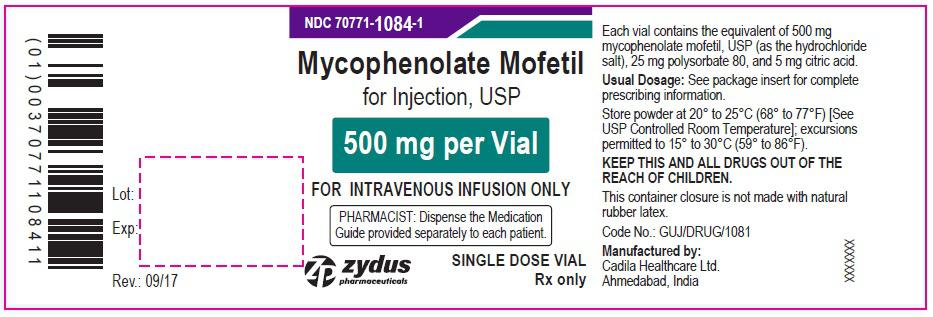 (01)00370771108411
Lot:
Exp:
Rev.: 09/17
NDC 70771-1084-1
Mycophenolate Mofetil
for Injection, USP
500 mg per Vial
FOR INTRAVENOUS INFUSION ONLY
PHARMACIST: Dispense the Medication
Guide provided separately to each patient.
zydus
pharmaceuticals
SINGLE DOSE VIAL
Rx only
Each vial contains the equivalent of 500 mg
mycophenolate mofetil, USP (as the hydrochloride
salt), 25 mg polysorbate 80, and 5 mg citric acid.
Usual Dosage: See package insert for complete
prescribing information.
Store powder at 20° to 25°C (68° to 77°F) [See
USP Controlled Room Temperature]; excursions
permitted to 15° to 30°C (59° to 86°F).
KEEP THIS AND ALL DRUGS OUT OF THE
REACH OF CHILDREN.
This container closure is not made with natural
rubber latex.
Code No.: GUJ/DRUG/1081
Manufactured by:
Cadila Healthcare Ltd.
Ahmedabad, India
XXXXXXX